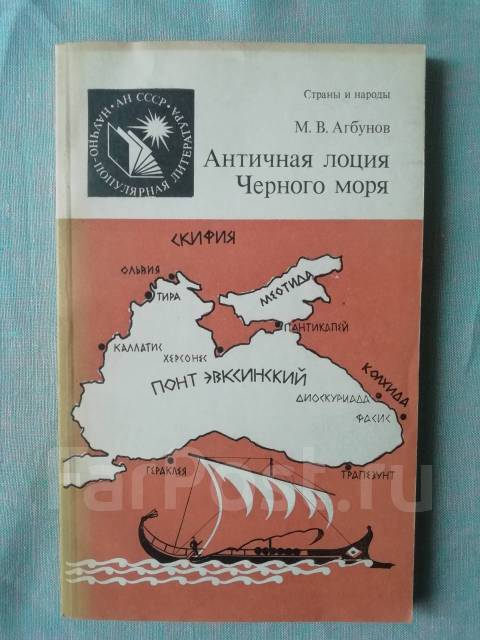 АН СССР
НАУЧНО-ПОПУЛЯРНАЯ ЛИТЕРАТУРА
Страны и народы
М. В. Агбунов
Античная лоция
Черного моря
СКИФИЯ
ОЛЬВИЯ
ТИРА
МЕОТИДА
ПАНТИКАПЕЙ
КАЛЛАТИС
ХЕРСОНЕС
КОЛХИДА
ПОНТ ЭВКСИНСКИЙ
ДИОСКУРИАДА
ФАСИС
ГЕРАКЛЕЯ
ТРАПЕЗУНТ
FarPost.ru